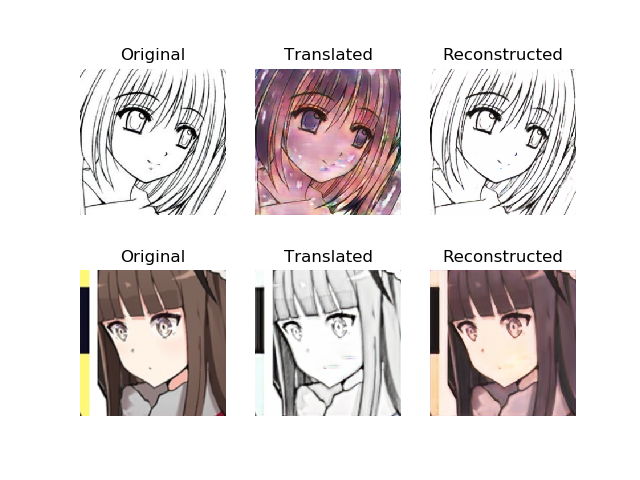 Original
Translated
Reconstructed
Original
Translated
Reconstructed